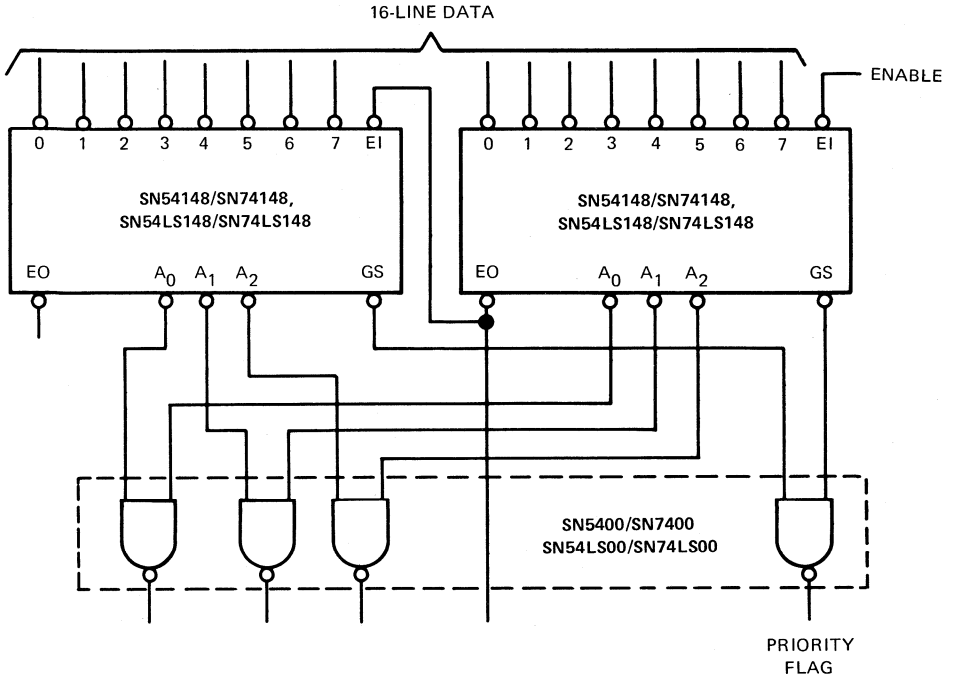 16-LINE DATA
ENABLE
0 1 2 3 4 5 6 7 EI
0 1 2 3 4 5 6 7 EI
SN54148/SN74148,
SN54LS148/SN74LS148
SN54148/SN74148,
SN54LS148/SN74LS148
EO A0 A1 A2 GS
EO A0 A1 A2 GS
SN5400/SN7400
SN54LS00/SN74LS00
PRIORITY
FLAG